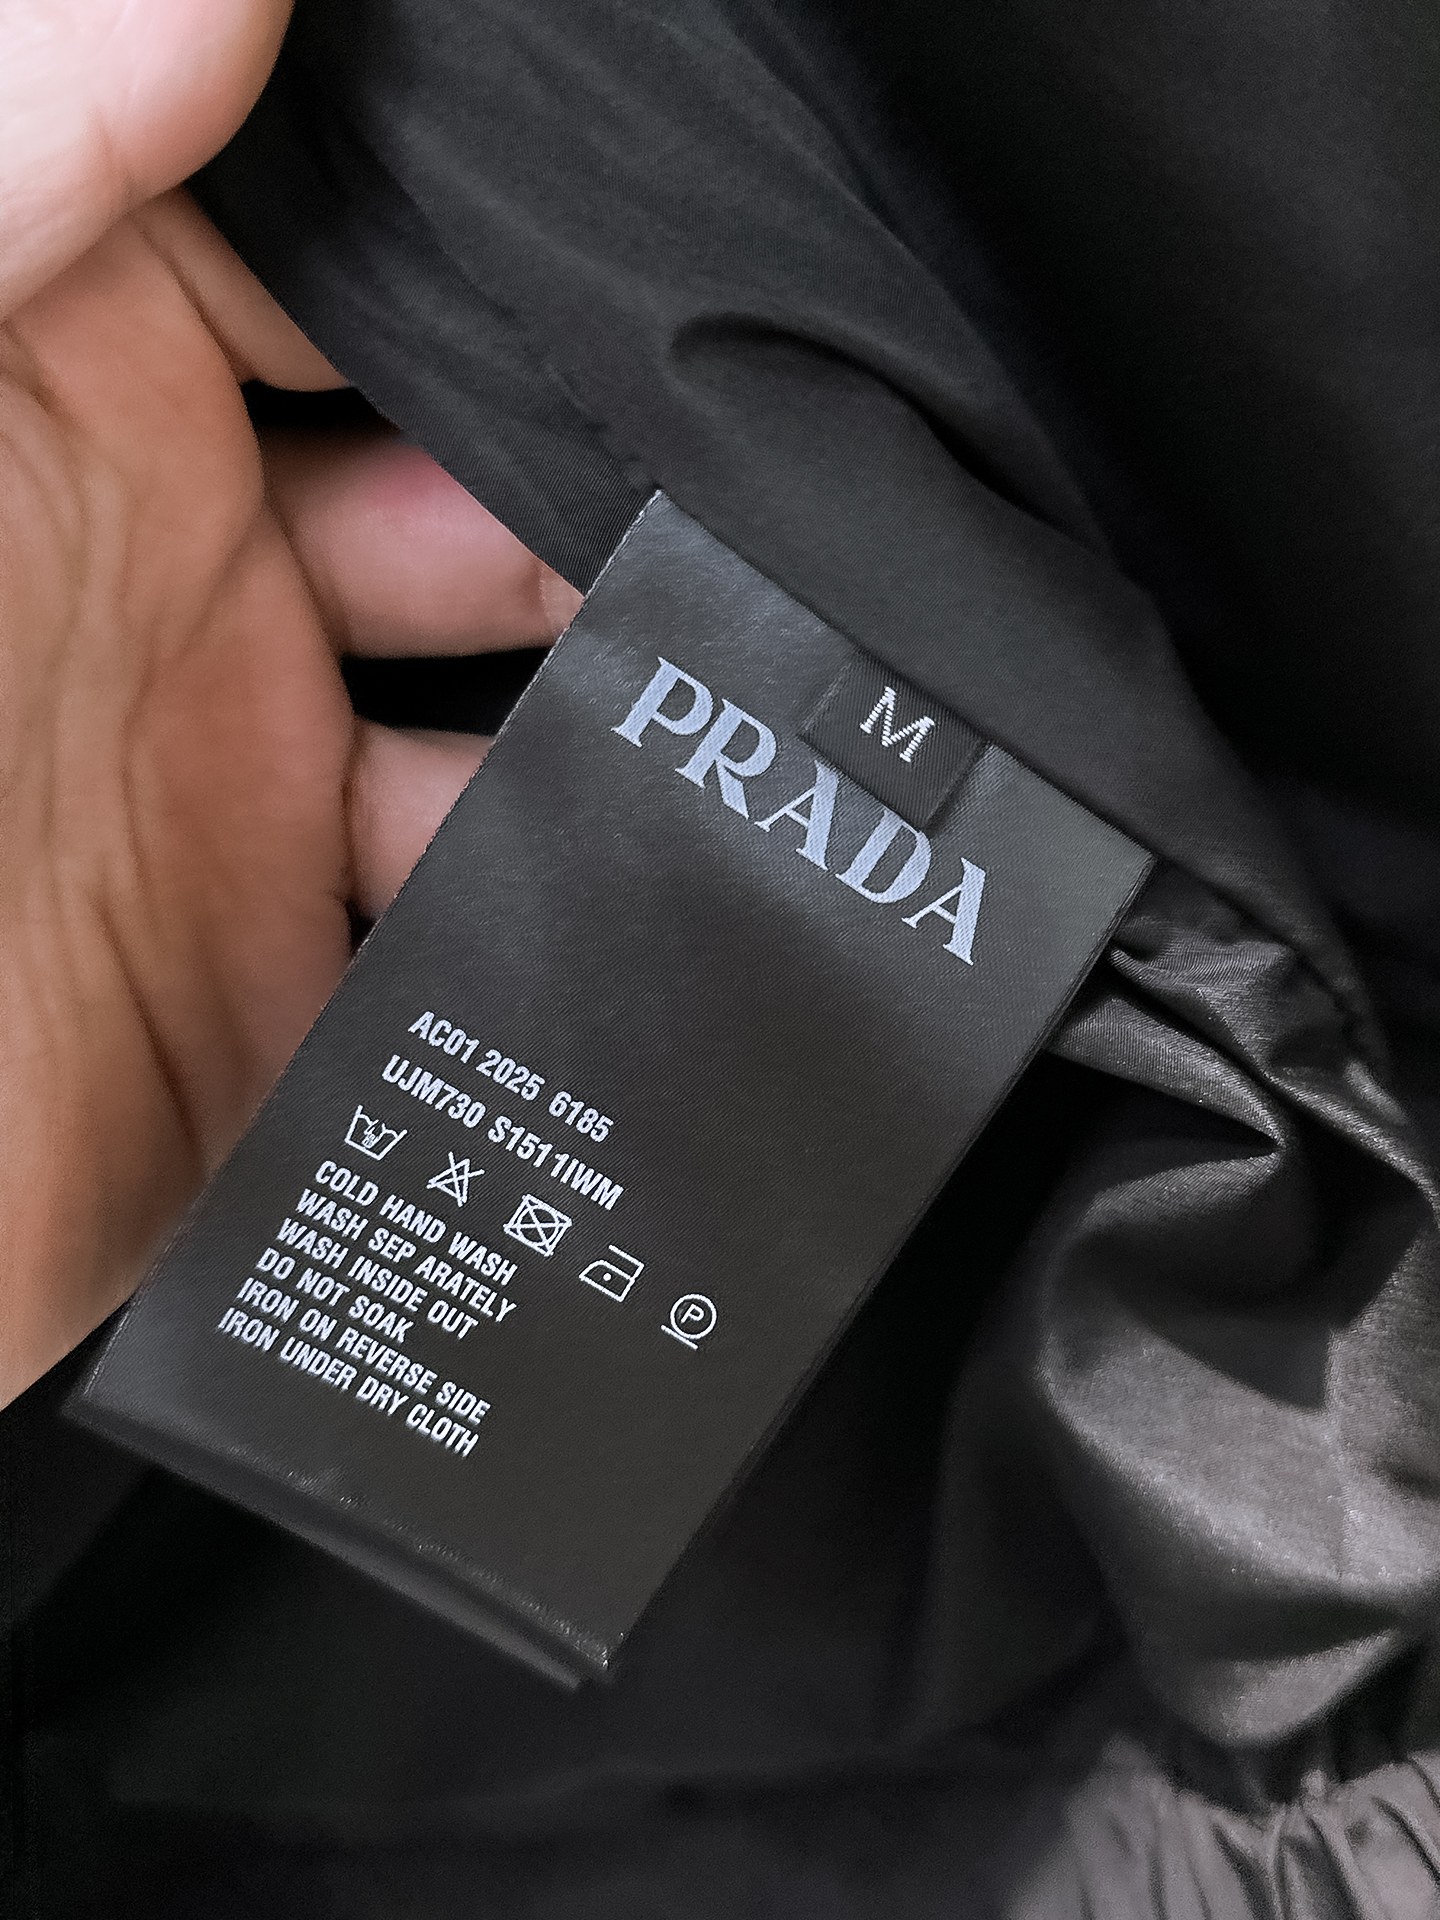 M
PRADA
AC01 2025 6185
UJM730 S1511IWM
P
COLD HAND WASH
WASH SEP ARATELY
WASH INSIDE OUT
DO NOT SOAK
IRON ON REVERSE SIDE
IRON UNDER DRY CLOTH